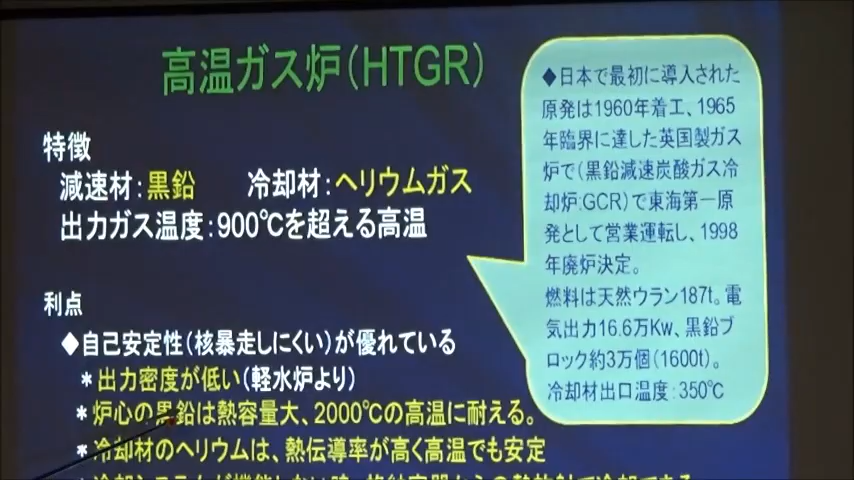 高温ガス炉(HTGR)
特徴
減速材:黒鉛　冷却材:ヘリウムガス
出力ガス温度:900℃を超える高温
利点
◆自己安定性(核暴走しにくい)が優れている
＊出力密度が低い(軽水炉より)
＊炉心の黒鉛は熱容量大、2000℃の高温に耐える。
＊冷却材のヘリウムは、熱伝導率が高く高温でも安定
◆日本で最初に導入された
原発は1960年着工、1965
年臨界に達した英国製ガス
炉で(黒鉛減速炭酸ガス冷
却炉:GCR)で東海第一原
発として営業運転し、1998
年廃炉決定。
燃料は天然ウラン187t。電
気出力16.6万Kw、黒鉛ブ
ロック約3万個(1600t)。
冷却材出口温度:350℃